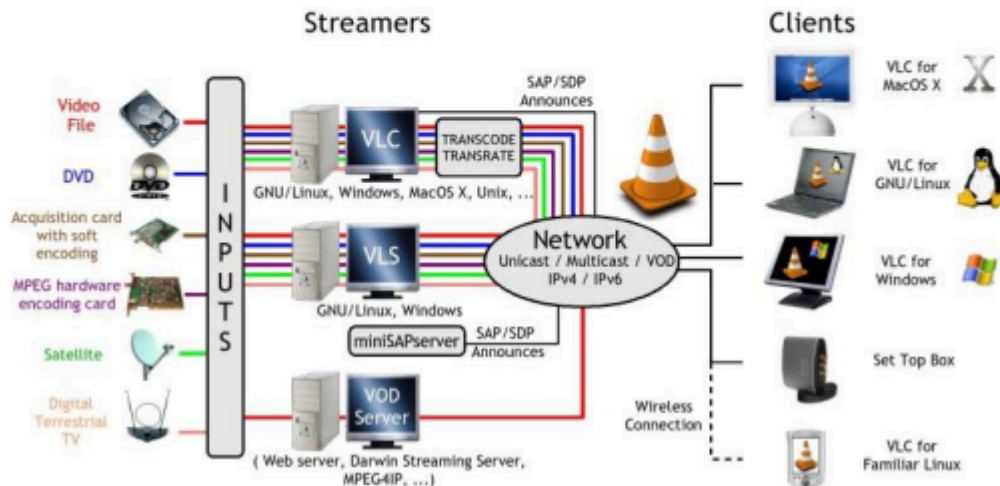 Streamers
Clients
SAP/SDP
Announces
Video
File
DVD
DVD
Acquisition card
with soft
encoding
MPEG hardware
encoding card
Satellite
Digital
Terrestrial
TV
INPUTS
VLC
TRANSCODE
TRANSRATE
GNU/Linux, Windows, MacOS X, Unix, ...
VLS
GNU/Linux, Windows
miniSAPserver
SAP/SDP
Announces
VOD
Server
( Web server, Darwin Streaming Server,
MPEG4IP, ...)
Network
Unicast / Multicast / VOD
IPv4 / IPv6
Wireless
Connection
VLC for
MacOS X
X
VLC for
GNU/Linux
VLC for
Windows
Set Top Box
VLC for
Familiar Linux